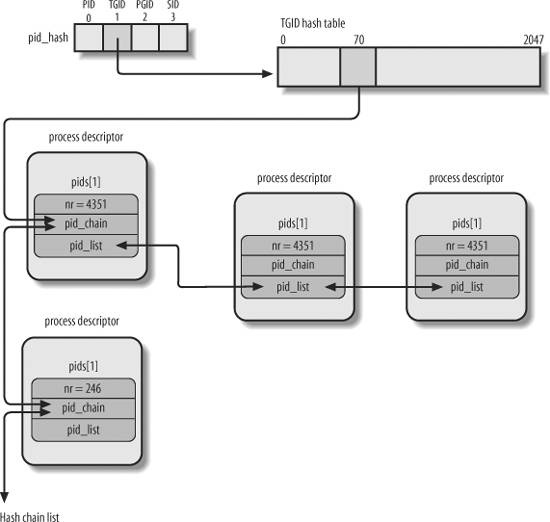 PID TGID PGID SID
0 1 2 3
pid_hash
TGID hash table
0 70 2047
process descriptor
pids[1]
nr = 4351
pid_chain
pid_list
process descriptor
pids[1]
nr = 4351
pid_chain
pid_list
process descriptor
pids[1]
nr = 4351
pid_chain
pid_list
process descriptor
pids[1]
nr = 246
pid_chain
pid_list
Hash chain list